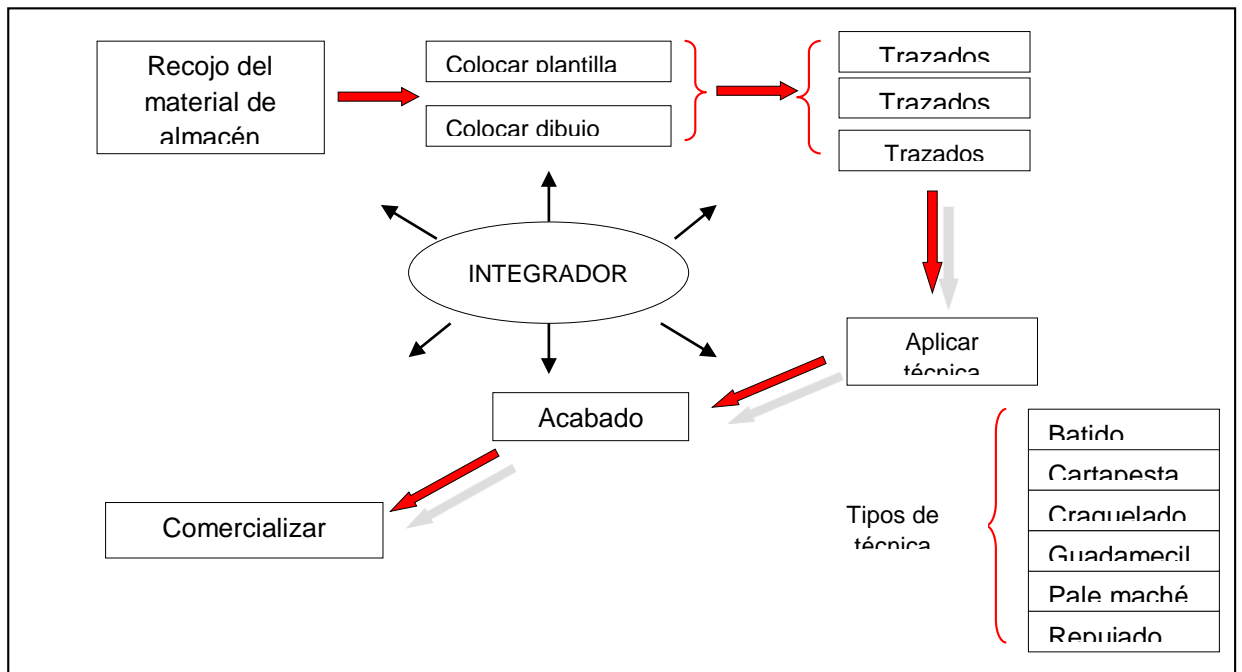 Recojo del
material de
almacén
Colocar plantilla
Colocar dibujo
Trazados
Trazados
Trazados
INTEGRADOR
Aplicar
técnica
Acabado
Comercializar
Tipos de
técnica
Batido
Cartapesta
Craquelado
Guadamecil
Pale maché
Repujado